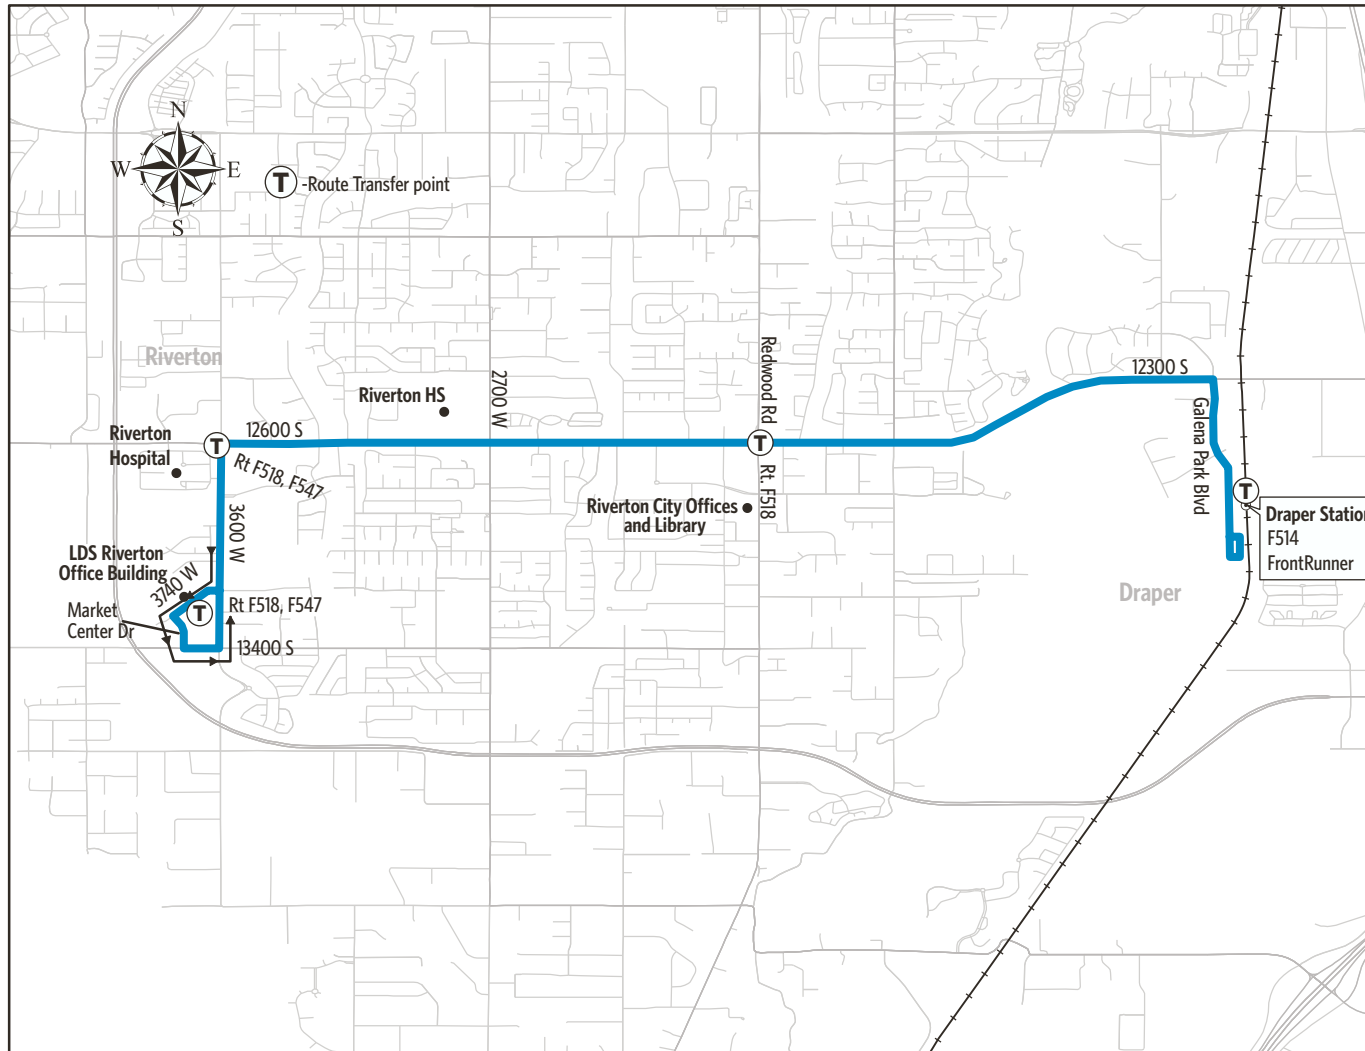 N
W
E
S
T
-Route Transfer point
Riverton
Riverton HS
2700 W
Redwood Rd
12300 S
Galena Park Blvd
Riverton
Hospital
T
12600 S
Rt F518, F547
T
Rt. F518
Riverton City Offices
and Library
T
Draper Station
F514
FrontRunner
Draper
3600 W
LDS Riverton
Office Building
3740 W
Market
Center Dr
T
Rt F518, F547
13400 S